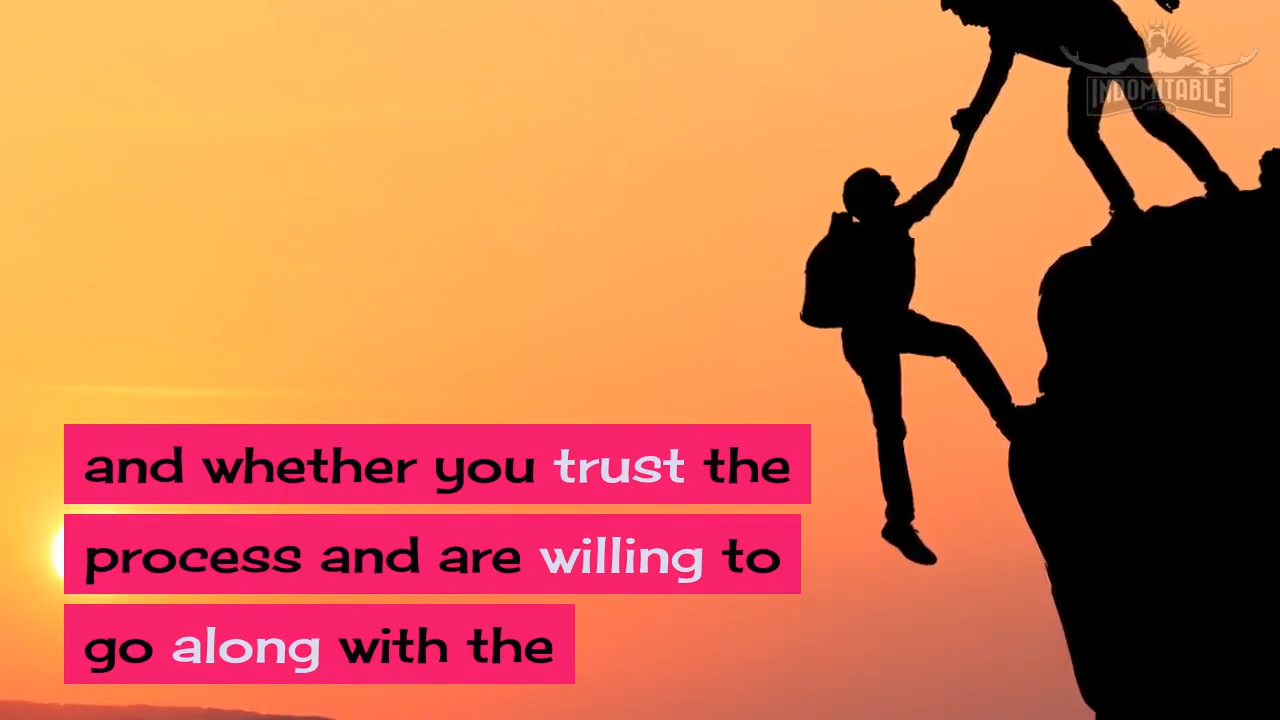 INDOMITABLE
and whether you trust the
process and are willing to
go along with the